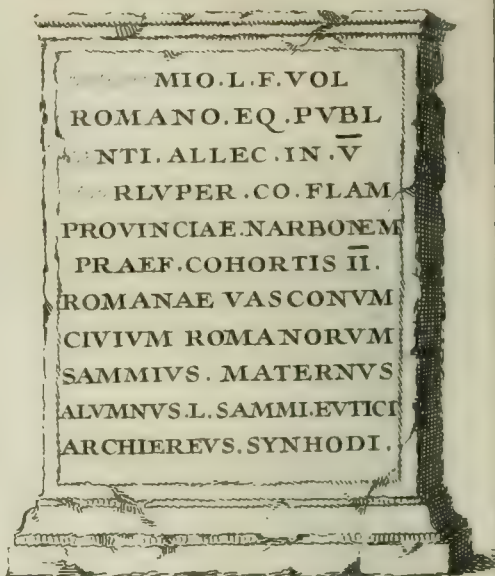 MIO.L.F.VOL
ROMANO.EQ.PVBL
NTI.ALLEC.IN.V̅
RLVPER.CO.FLAM
PROVINCIAE.NARBONEM
PRAEF.COHORTIS I̅I̅.
ROMANAE VASCONVM
CIVIVM ROMANORVM
SAMMIVS. MATERNVS
ALVMNVS.L.SAMMI.EVTICI
ARCHIEREVS.SYNHODI.